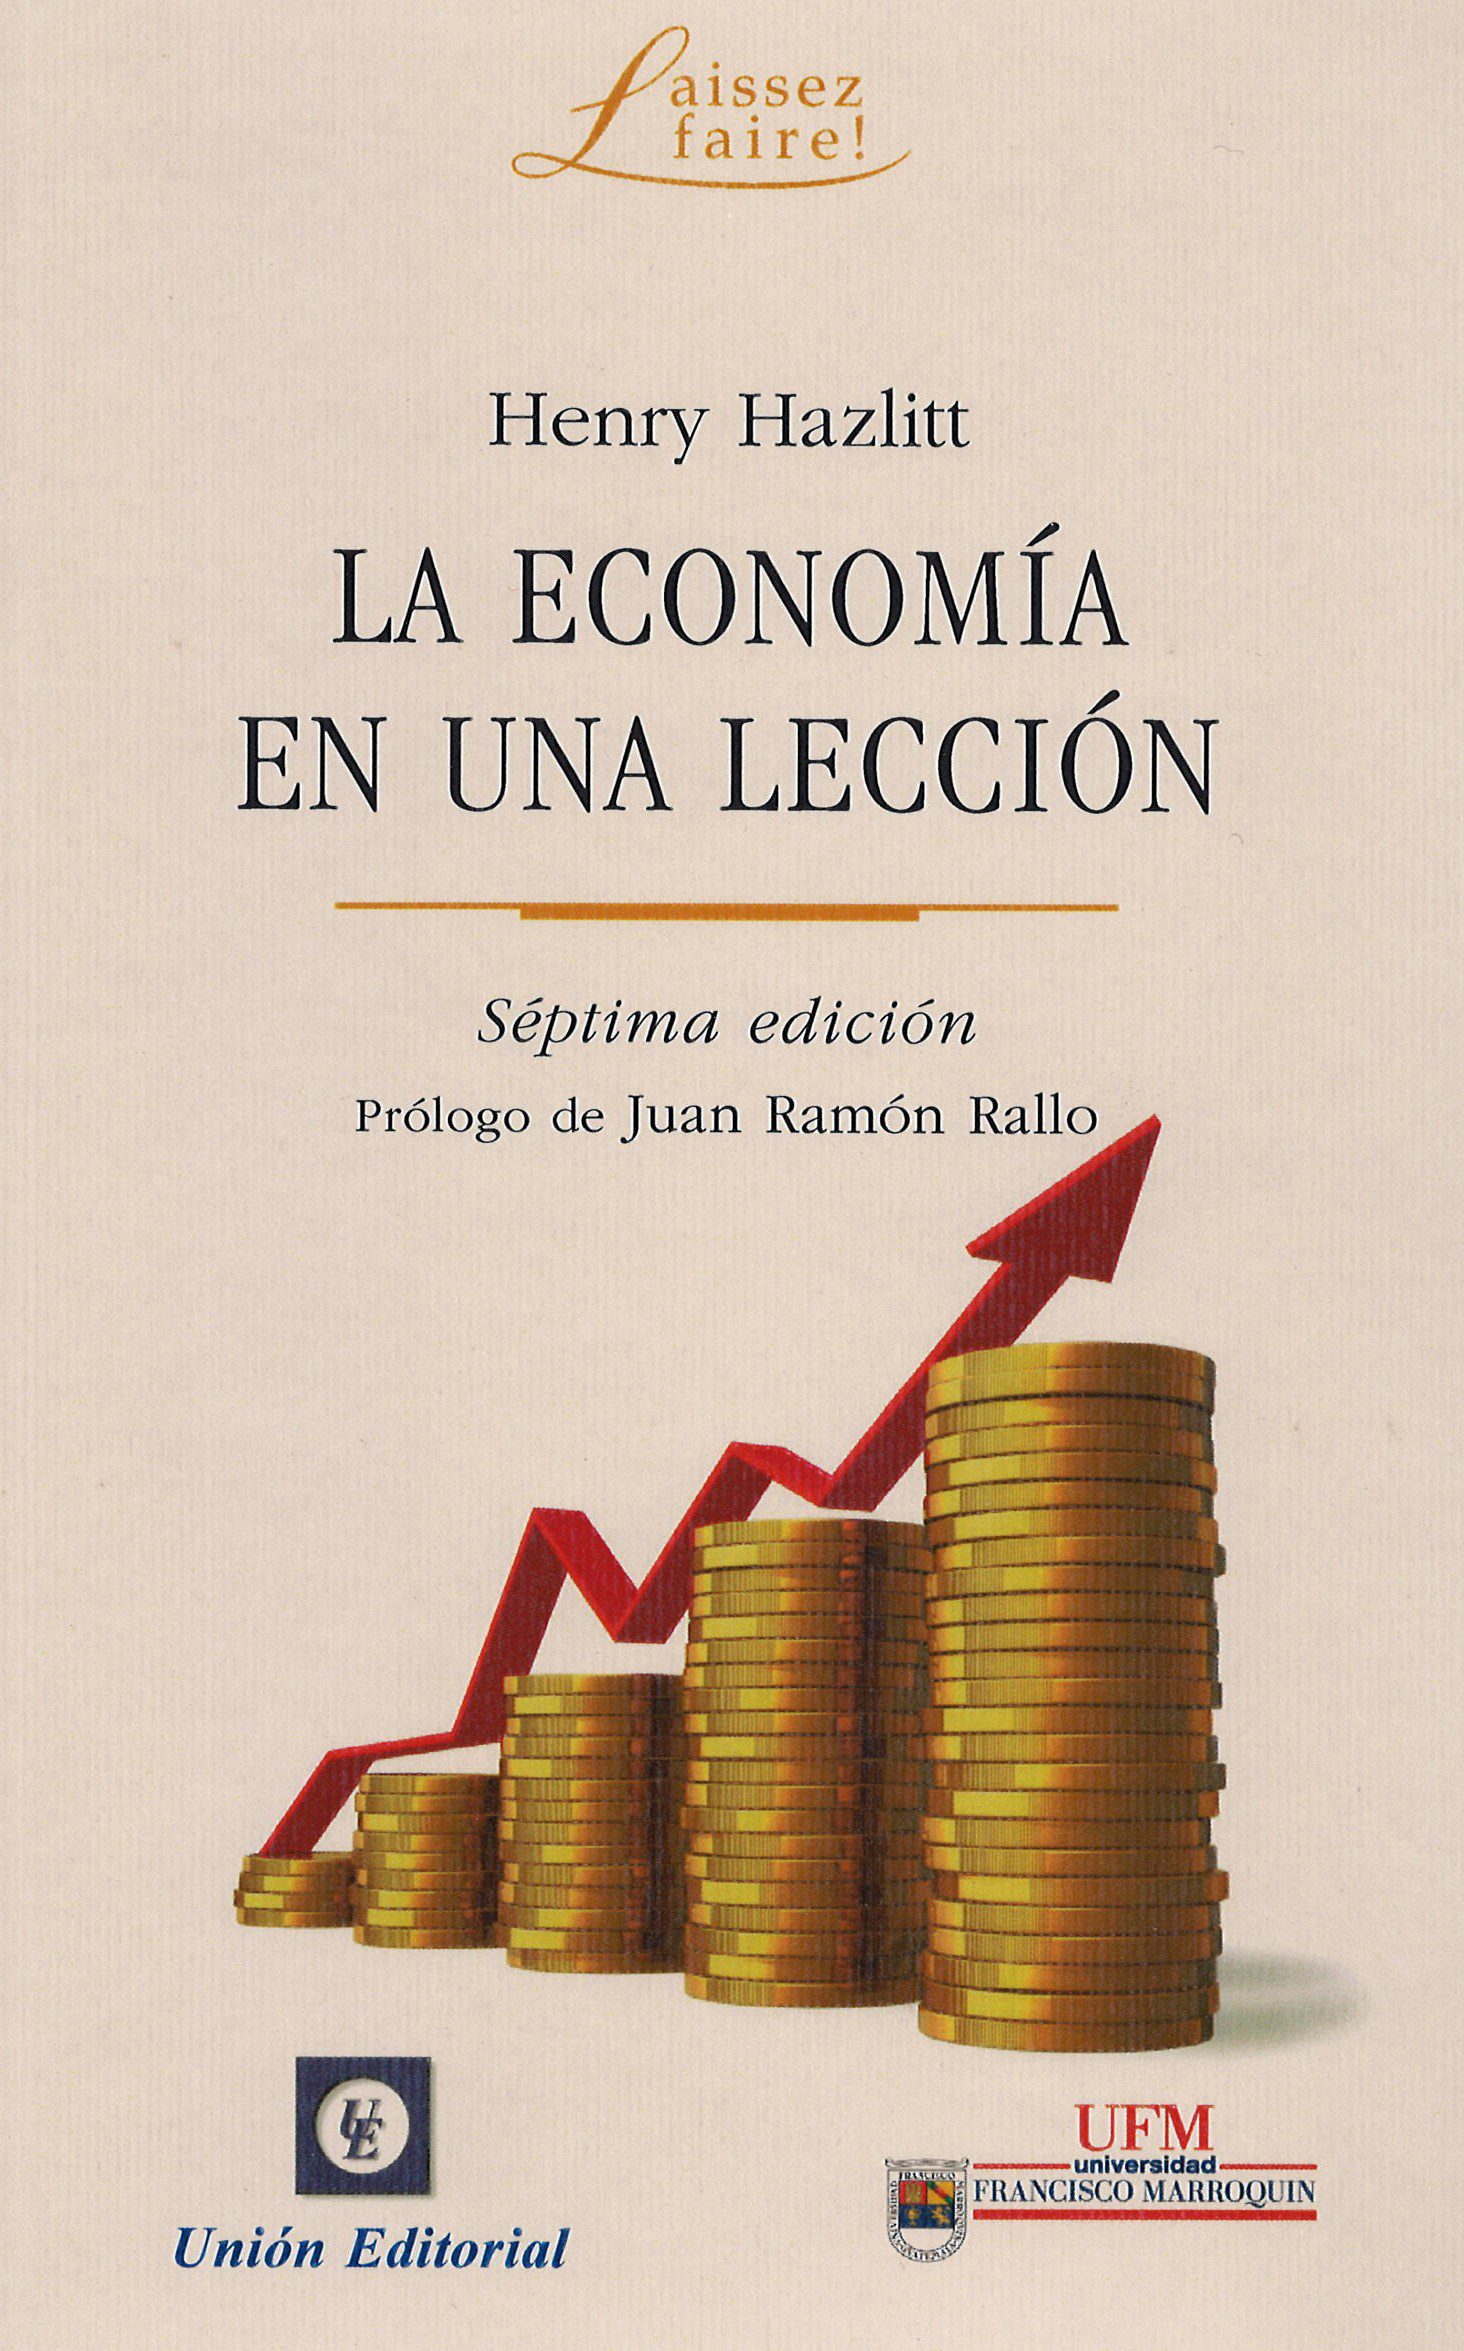 Laissez
faire!
Henry Hazlitt
LA ECONOMÍA
EN UNA LECCIÓN
Séptima edición
Prólogo de Juan Ramón Rallo
UE
Unión Editorial
UFM
universidad
FRANCISCO MARROQUIN